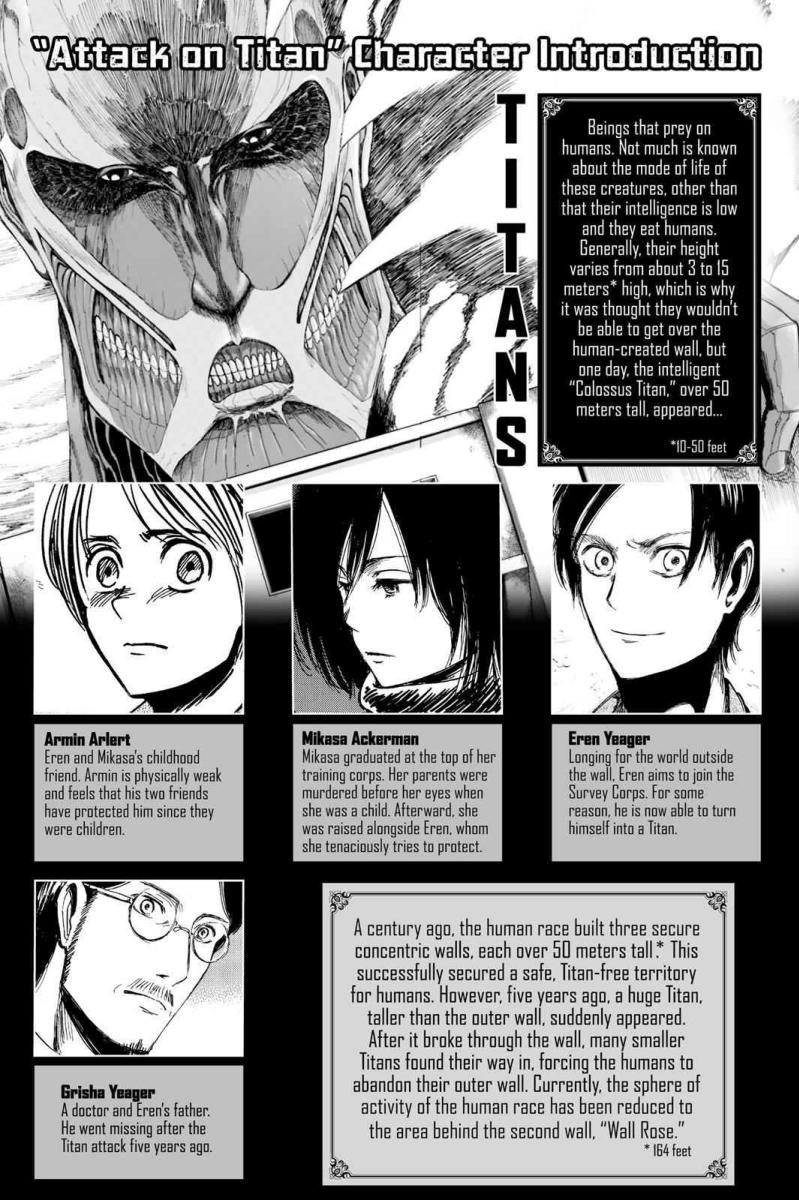 "Attack on Titan" Character Introduction
TITANS
Beings that prey on
humans. Not much is known
about the mode of life of
these creatures, other than
that their intelligence is low
and they eat humans.
Generally, their height
varies from about 3 to 15
meters* high, which is why
it was thought they wouldn't
be able to get over the
human-created wall, but
one day, the intelligent
"Colossus Titan," over 50
meters tall, appeared...
*10-50 feet
Armin Arlert
Eren and Mikasa's childhood
friend. Armin is physically weak
and feels that his two friends
have protected him since they
were children.
Mikasa Ackerman
Mikasa graduated at the top of her
training corps. Her parents were
murdered before her eyes when
she was a child. Afterward, she
was raised alongside Eren, whom
she tenaciously tries to protect.
Eren Yeager
Longing for the world outside
the wall, Eren aims to join the
Survey Corps. For some
reason, he is now able to turn
himself into a Titan.
Grisha Yeager
A doctor and Eren's father.
He went missing after the
Titan attack five years ago.
A century ago, the human race built three secure
concentric walls, each over 50 meters tall.* This
successfully secured a safe, Titan-free territory
for humans. However, five years ago, a huge Titan,
taller than the outer wall, suddenly appeared.
After it broke through the wall, many smaller
Titans found their way in, forcing the humans to
abandon their outer wall. Currently, the sphere of
activity of the human race has been reduced to
the area behind the second wall, "Wall Rose."
* 164 feet